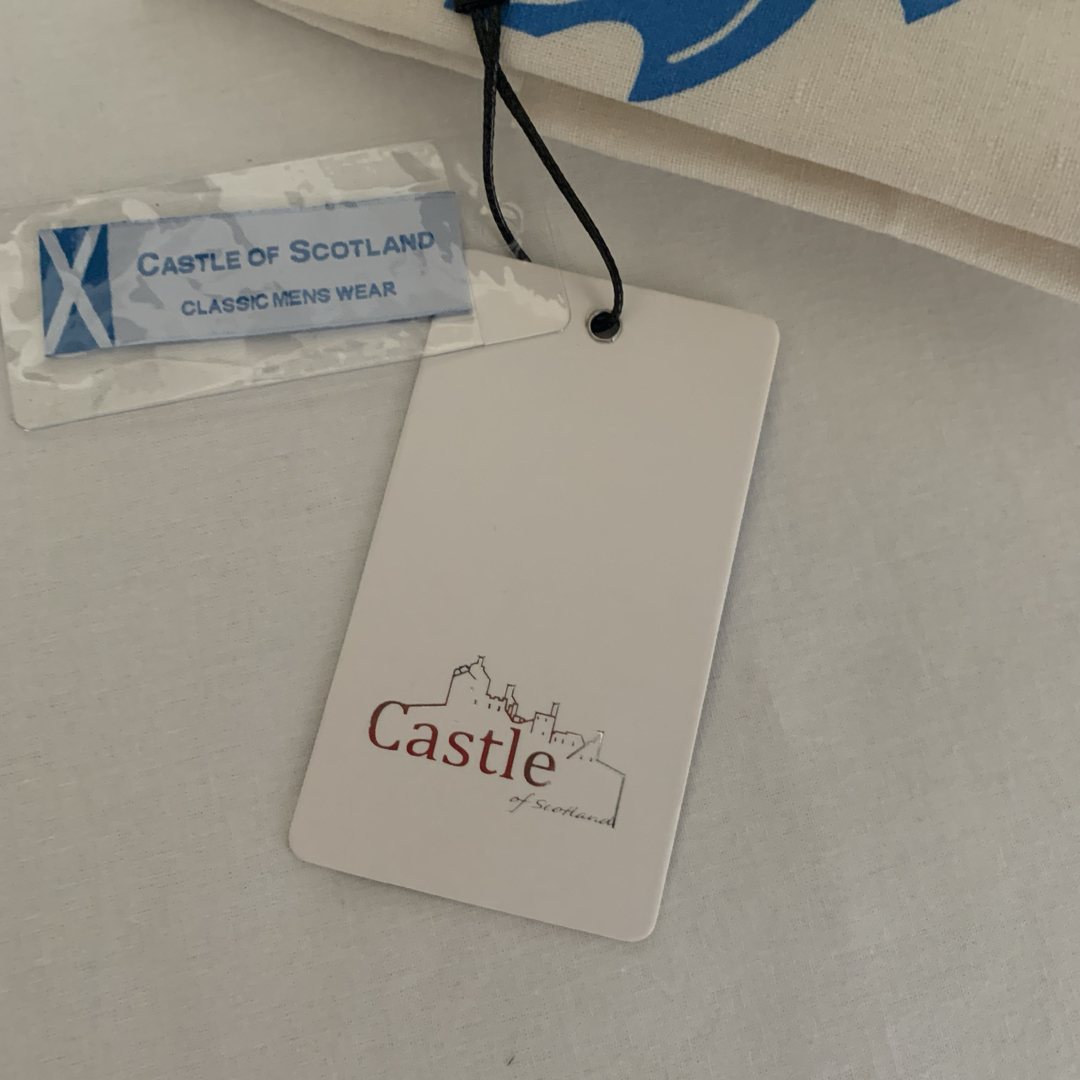 CASTLE OF SCOTLAND
CLASSIC MENS WEAR
Castle
of Scotland